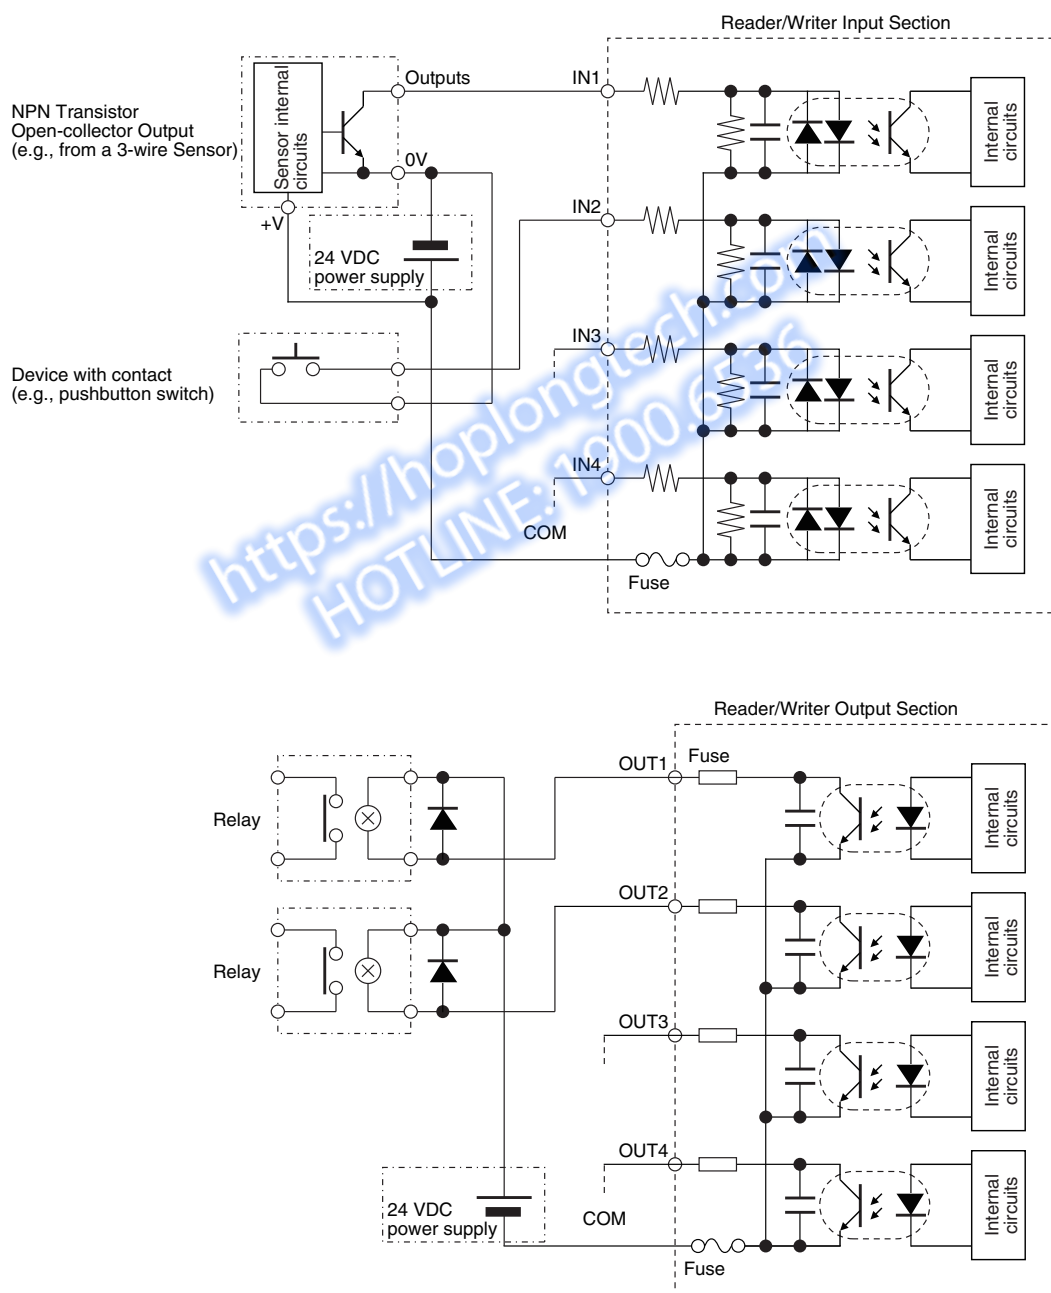 Reader/Writer Input Section
NPN Transistor
Open-collector Output
(e.g., from a 3-wire Sensor)
Sensor internal
circuits
Outputs
0V
+V
24 VDC
power supply
Device with contact
(e.g., pushbutton switch)
IN1
Internal
circuits
IN2
Internal
circuits
IN3
Internal
circuits
IN4
Internal
circuits
COM
Fuse
https://hoplongtech.com
HOTLINE: 1900.6536
Reader/Writer Output Section
Relay
OUT1
Fuse
Internal
circuits
Relay
OUT2
Internal
circuits
OUT3
Internal
circuits
OUT4
Internal
circuits
24 VDC
power supply
COM
Fuse